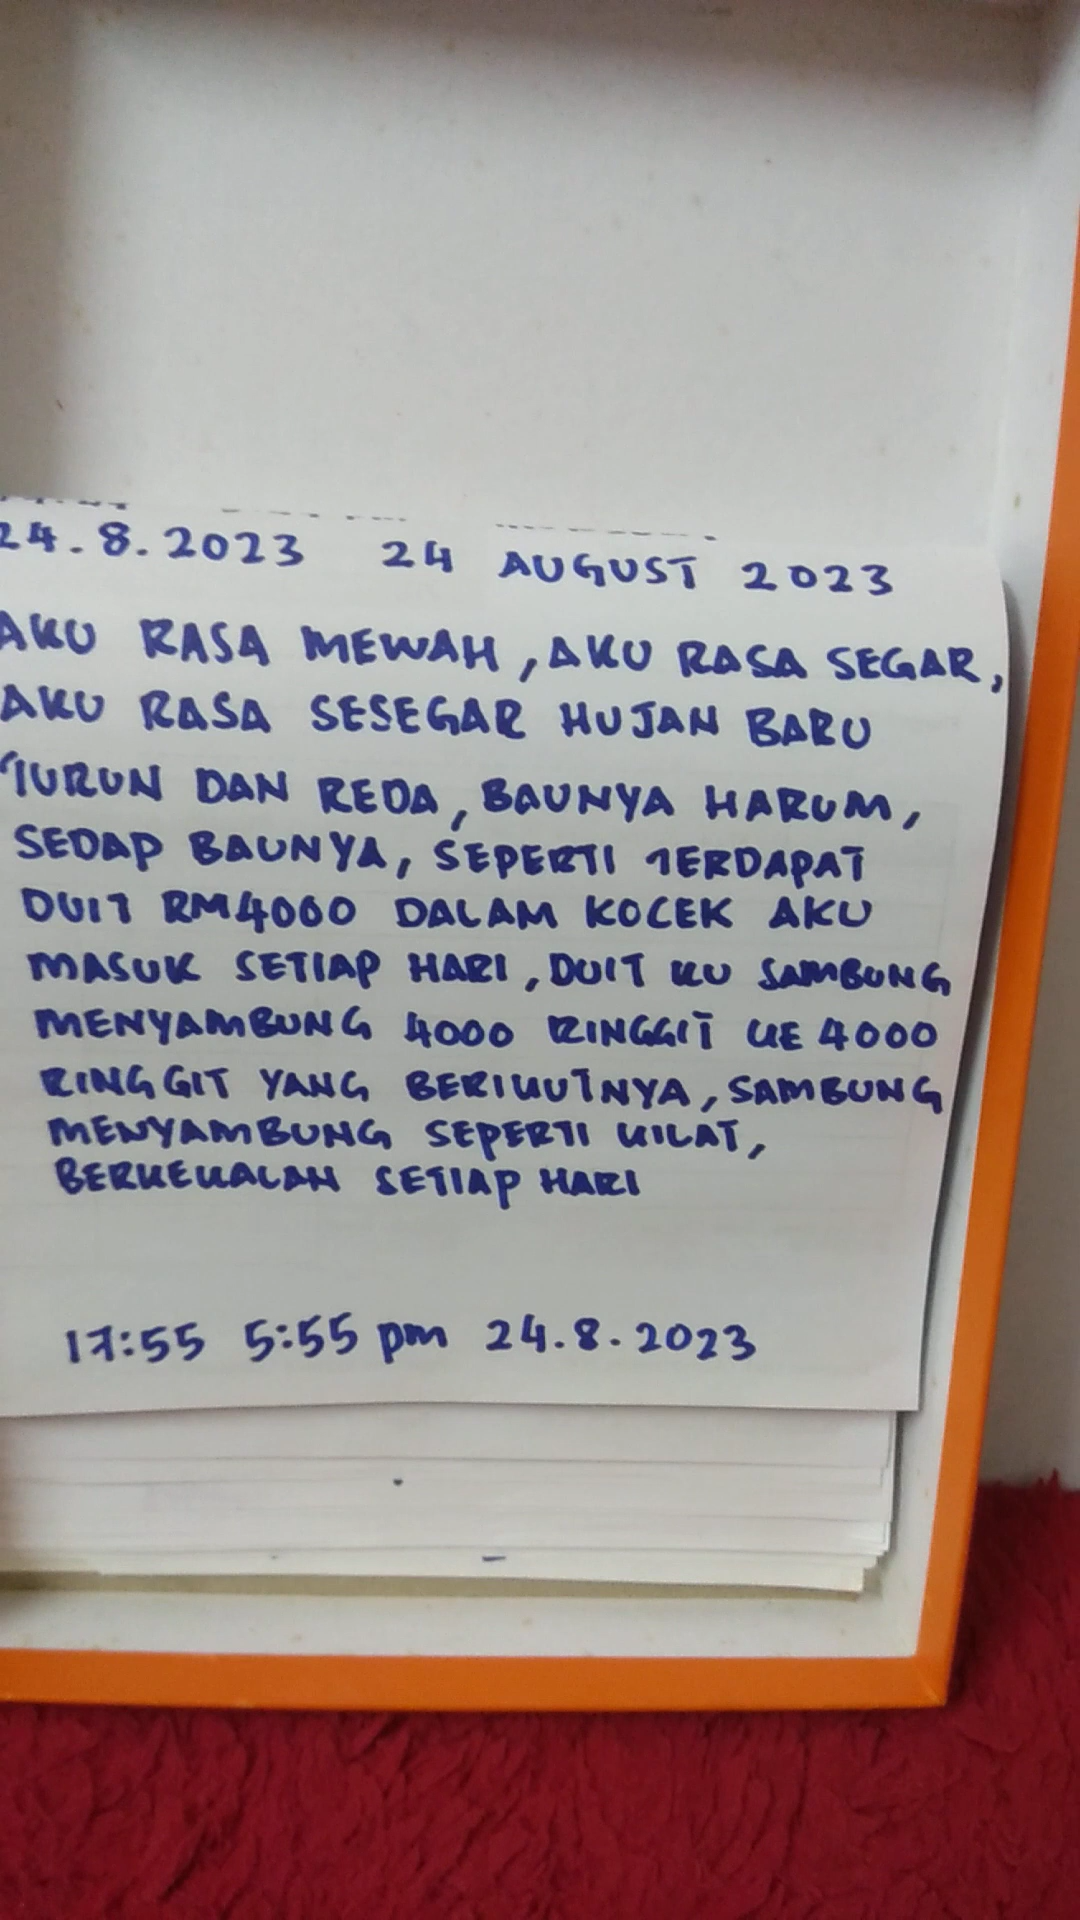 24.8.2023 24 AUGUST 2023
AKU RASA MEWAH, AKU RASA SEGAR,
AKU RASA SESEGAR HUJAN BARU
TURUN DAN REDA, BAUNYA HARUM,
SEDAP BAUNYA, SEPERTI TERDAPAT
DUIT RM4000 DALAM KOCEK AKU
MASUK SETIAP HARI, DUIT KU SAMBUNG
MENYAMBUNG 4000 RINGGIT KE 4000
RINGGIT YANG BERIKUTNYA, SAMBUNG
MENYAMBUNG SEPERTI KILAT,
BERKEKALAN SETIAP HARI
17:55 5:55 pm 24.8.2023